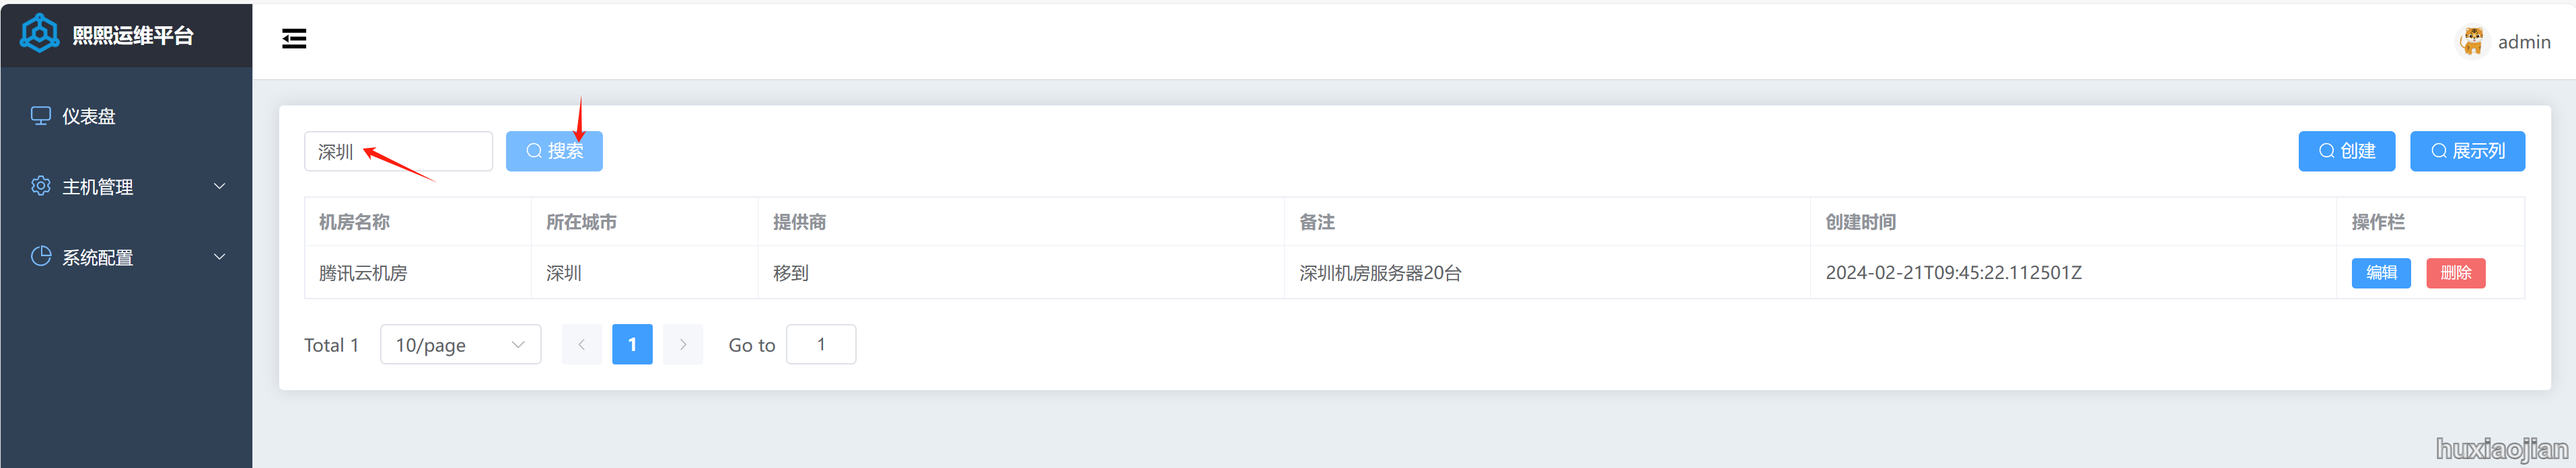 熙熙运维平台
admin
仪表盘
主机管理
系统配置
深圳
搜索
创建
展示列
机房名称 所在城市 提供商 备注 创建时间 操作栏
腾讯云机房 深圳 移到 深圳机房服务器20台 2024-02-21T09:45:22.112501Z 编辑 删除
Total 1 10/page 1 Go to 1
huxiaojian